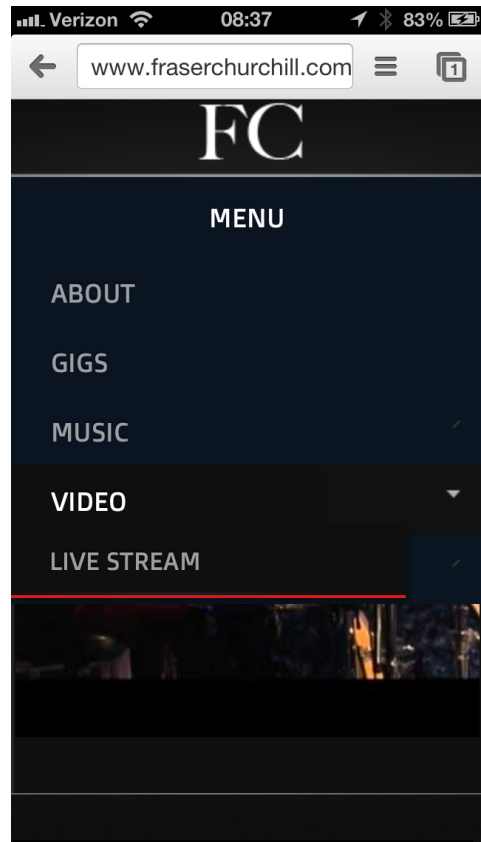 Verizon 08:37 83%
www.fraserchurchill.com 1
FC
MENU
ABOUT
GIGS
MUSIC
VIDEO
LIVE STREAM